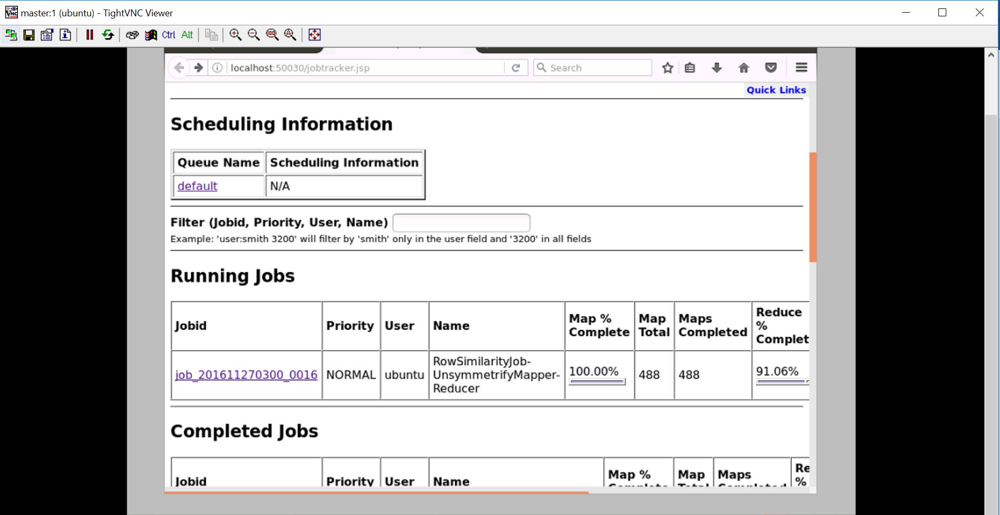 master:1 (ubuntu) - TightVNC Viewer
Ctrl Alt
localhost:50030/jobtracker.jsp
Search
Quick Links
Scheduling Information
Queue Name Scheduling Information
default N/A
Filter (Jobid, Priority, User, Name)
Example: 'user:smith 3200' will filter by 'smith' only in the user field and '3200' in all fields
Running Jobs
Jobid Priority User Name Map % Complete Map Total Maps Completed Reduce % Complet
job_201611270300_0016 NORMAL ubuntu RowSimilarityJob-UnsymmetrifyMapper-Reducer 100.00% 488 488 91.06%
Completed Jobs
Jobid Priority User Name Map % Complete Map Total Maps Completed Re %